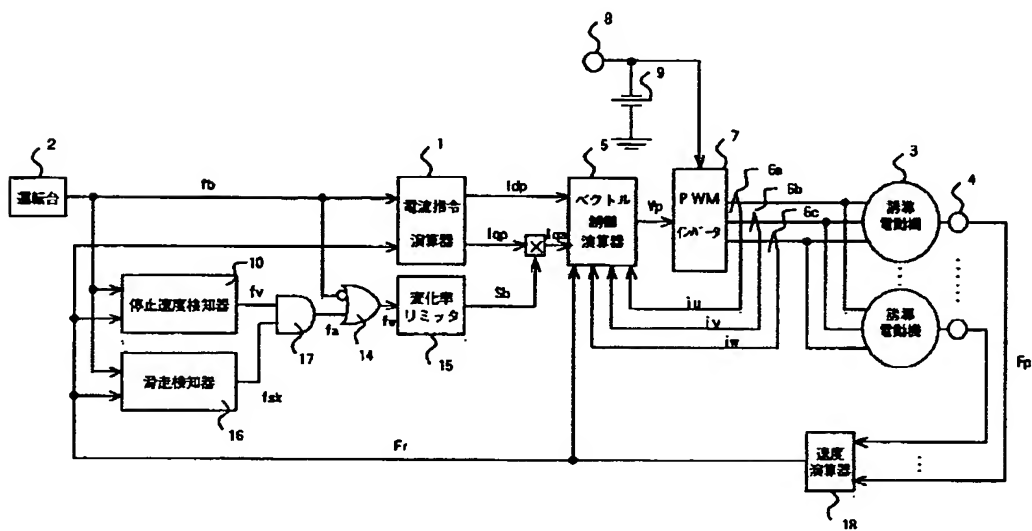 8
9
2
運転台
fb
1
電流指令
演算器
Idp
Iqp
5
ベクトル
制御
演算器
Vp
7
PWM
インバータ
6a
6b
6c
3
誘導
電動機
4
10
停止速度検知器
fv
17
fa
14
fw
変化率
リミッタ
15
Sb
Iqs
iu
iv
iw
誘導
電動機
滑走検知器
16
fsk
Fr
Fp
速度
演算器
18